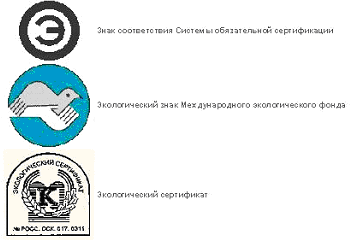 Э
Знак соответствия Системы обязательной сертификации
Экологический знак Международного экологического фонда
ЭКОЛОГИЧЕСКИЙ СЕРТИФИКАТ
К
№ РОСС. ОСК. 017. 0311
Экологический сертификат